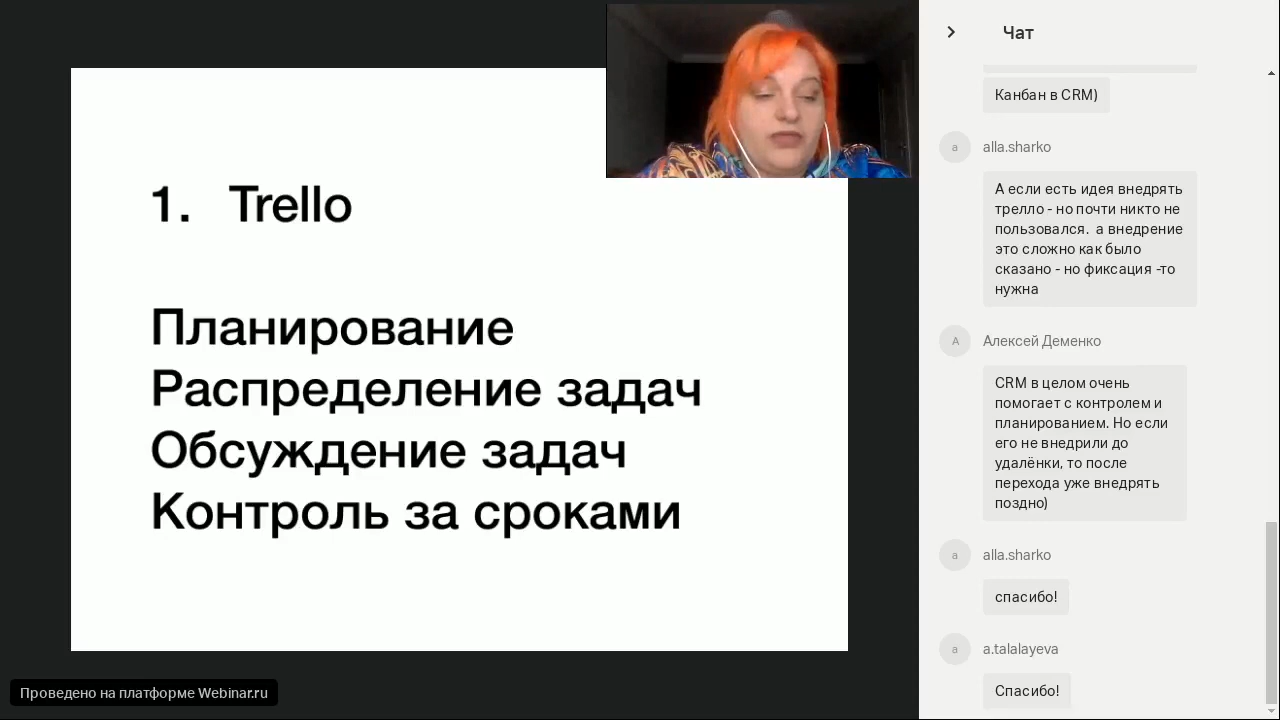 1. Trello
Планирование
Распределение задач
Обсуждение задач
Контроль за сроками
Проведено на платформе Webinar.ru
Чат
Канбан в CRM)
a
alla.sharko
А если есть идея внедрять
трелло - но почти никто не
пользовался. а внедрение
это сложно как было
сказано - но фиксация -то
нужна
А
Алексей Деменко
CRM в целом очень
помогает с контролем и
планированием. Но если
его не внедрили до
удалёнки, то после
перехода уже внедрять
поздно)
a
alla.sharko
спасибо!
a
a.talalayeva
Спасибо!